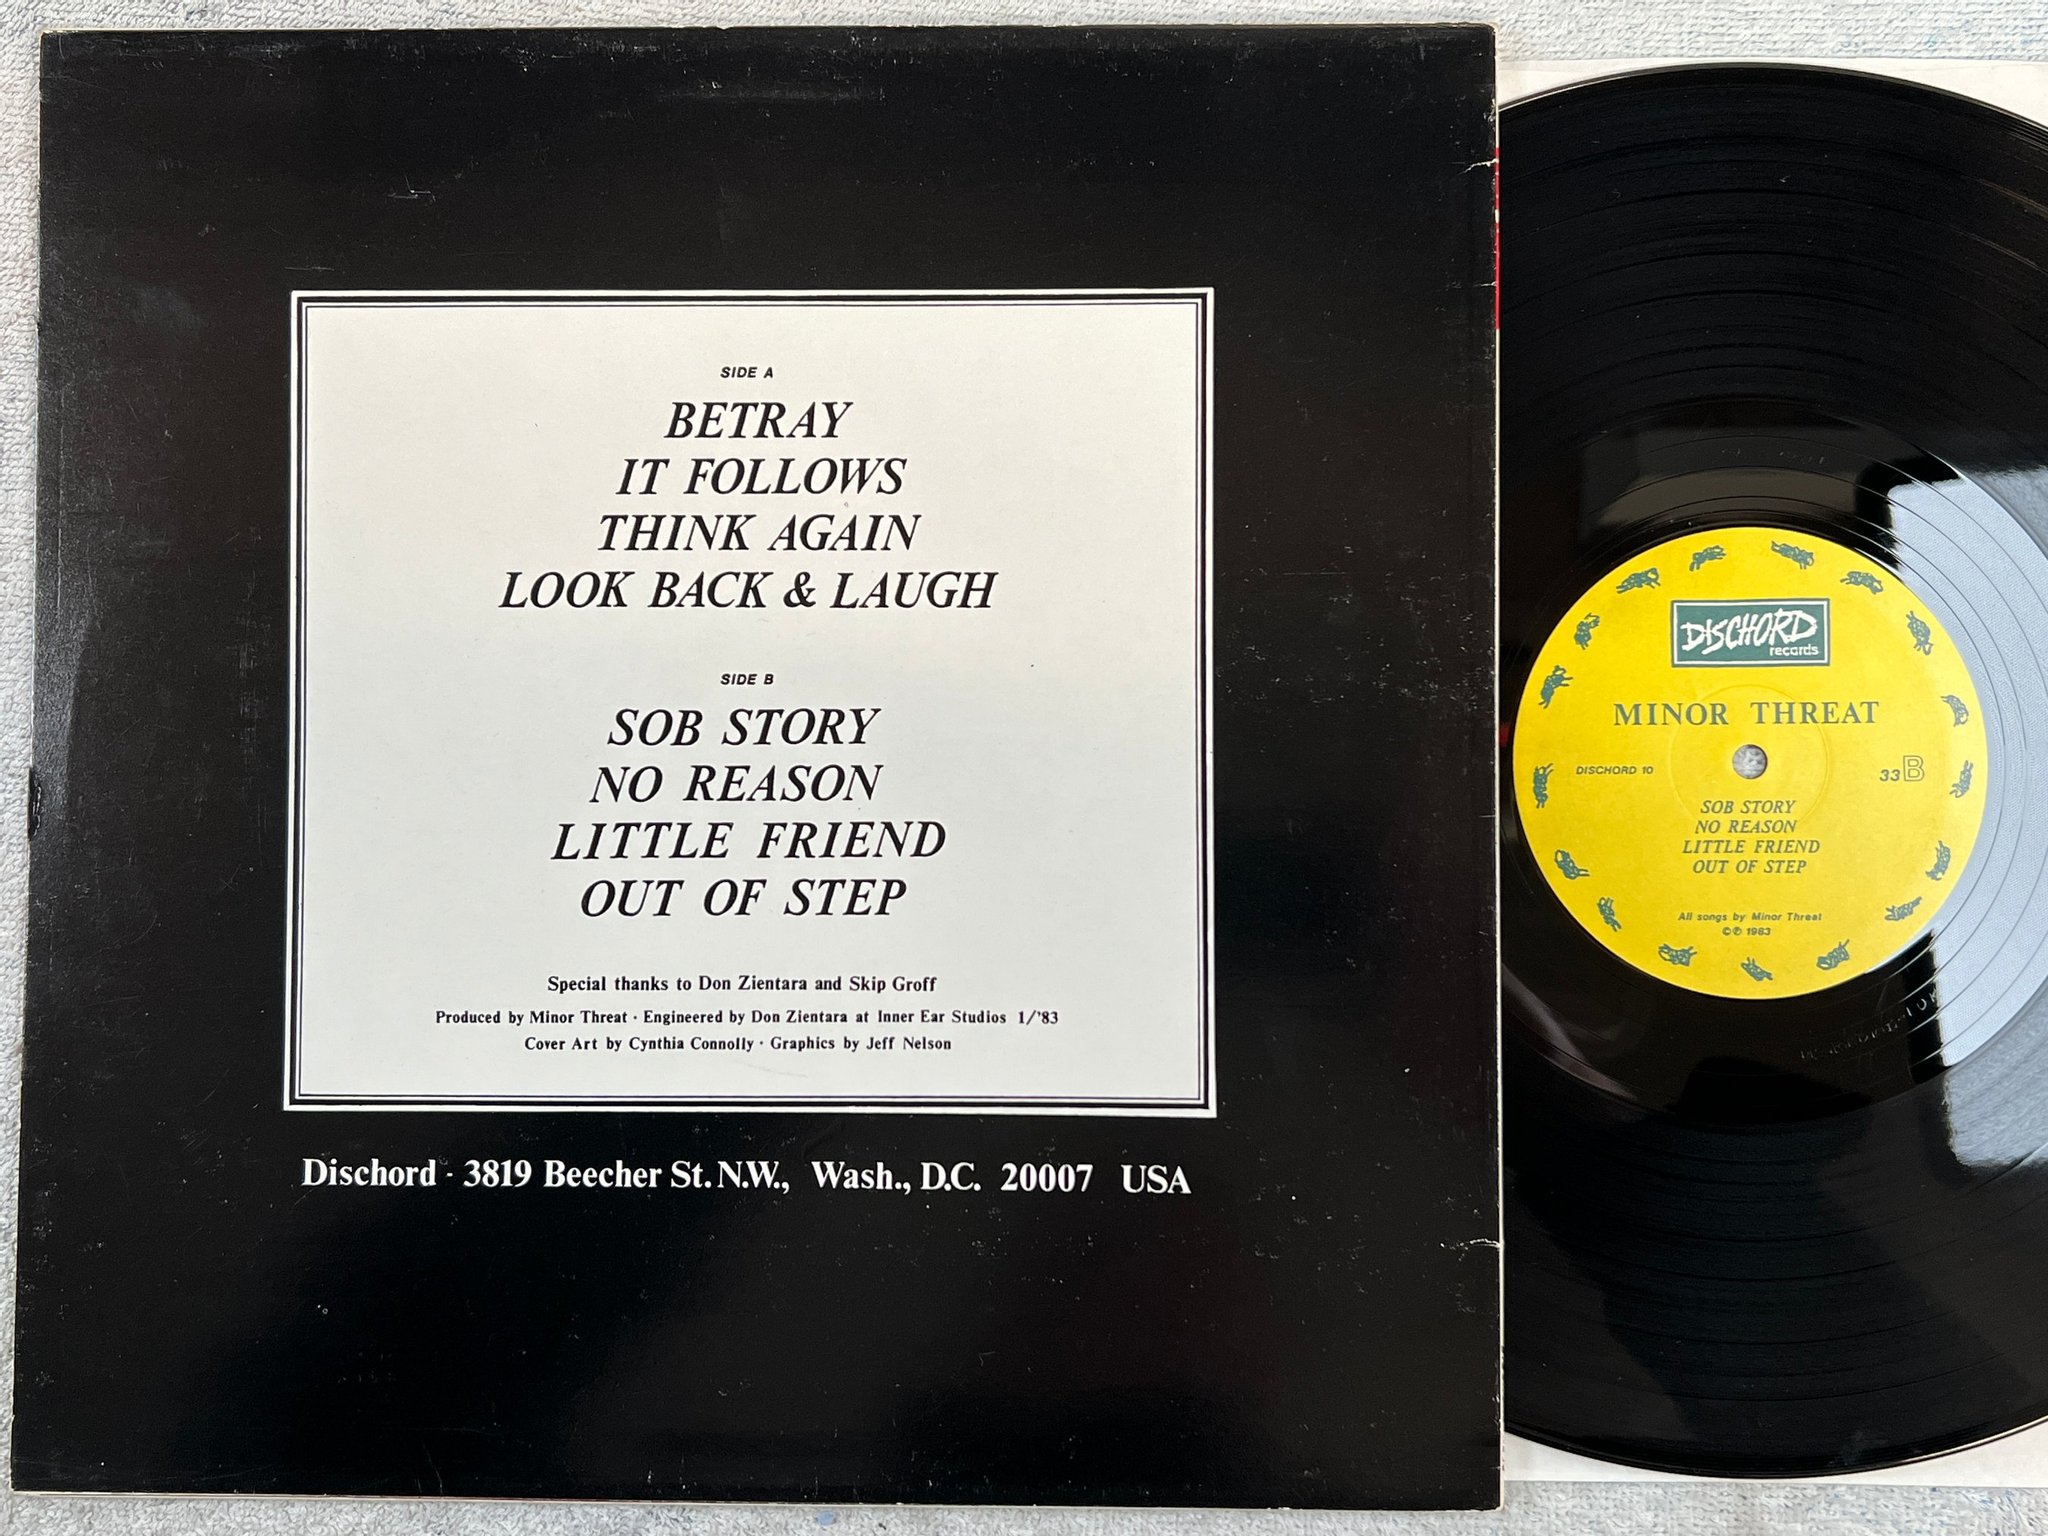 SIDE A
BETRAY
IT FOLLOWS
THINK AGAIN
LOOK BACK & LAUGH
SIDE B
SOB STORY
NO REASON
LITTLE FRIEND
OUT OF STEP
Special thanks to Don Zientara and Skip Groff
Produced by Minor Threat · Engineered by Don Zientara at Inner Ear Studios 1/'83
Cover Art by Cynthia Connolly · Graphics by Jeff Nelson
Dischord - 3819 Beecher St. N.W., Wash., D.C. 20007 USA
DISCHORD
records
MINOR THREAT
DISCHORD 10
33 B
SOB STORY
NO REASON
LITTLE FRIEND
OUT OF STEP
All songs by Minor Threat
©℗ 1983